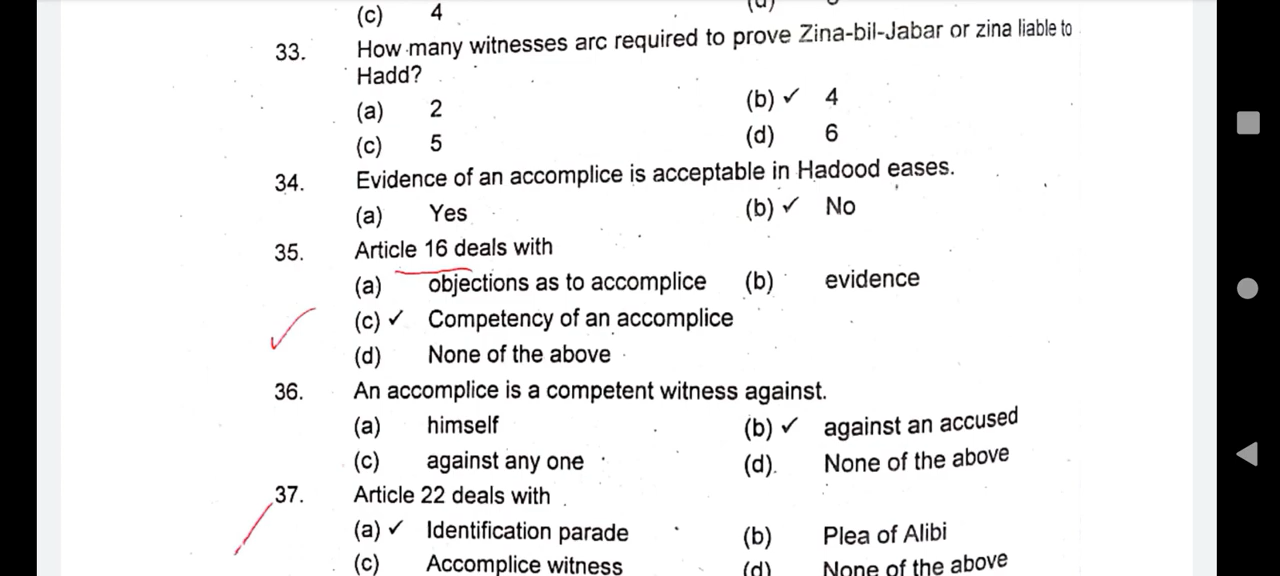 (c) 4
33. How many witnesses arc required to prove Zina-bil-Jabar or zina liable to
Hadd?
(a) 2 (b) ✓ 4
(c) 5 (d) 6
34. Evidence of an accomplice is acceptable in Hadood eases.
(a) Yes (b) ✓ No
35. Article 16 deals with
(a) objections as to accomplice (b) evidence
(c) ✓ Competency of an accomplice
(d) None of the above
36. An accomplice is a competent witness against.
(a) himself (b) ✓ against an accused
(c) against any one (d). None of the above
37. Article 22 deals with
(a) ✓ Identification parade (b) Plea of Alibi
(c) Accomplice witness (d) None of the above